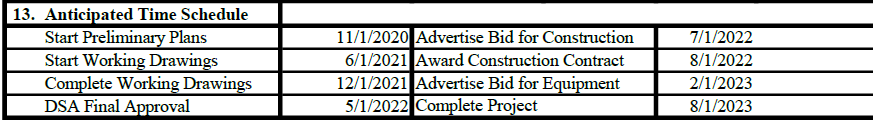 13. Anticipated Time Schedule
Start Preliminary Plans 11/1/2020 Advertise Bid for Construction 7/1/2022
Start Working Drawings 6/1/2021 Award Construction Contract 8/1/2022
Complete Working Drawings 12/1/2021 Advertise Bid for Equipment 2/1/2023
DSA Final Approval 5/1/2022 Complete Project 8/1/2023